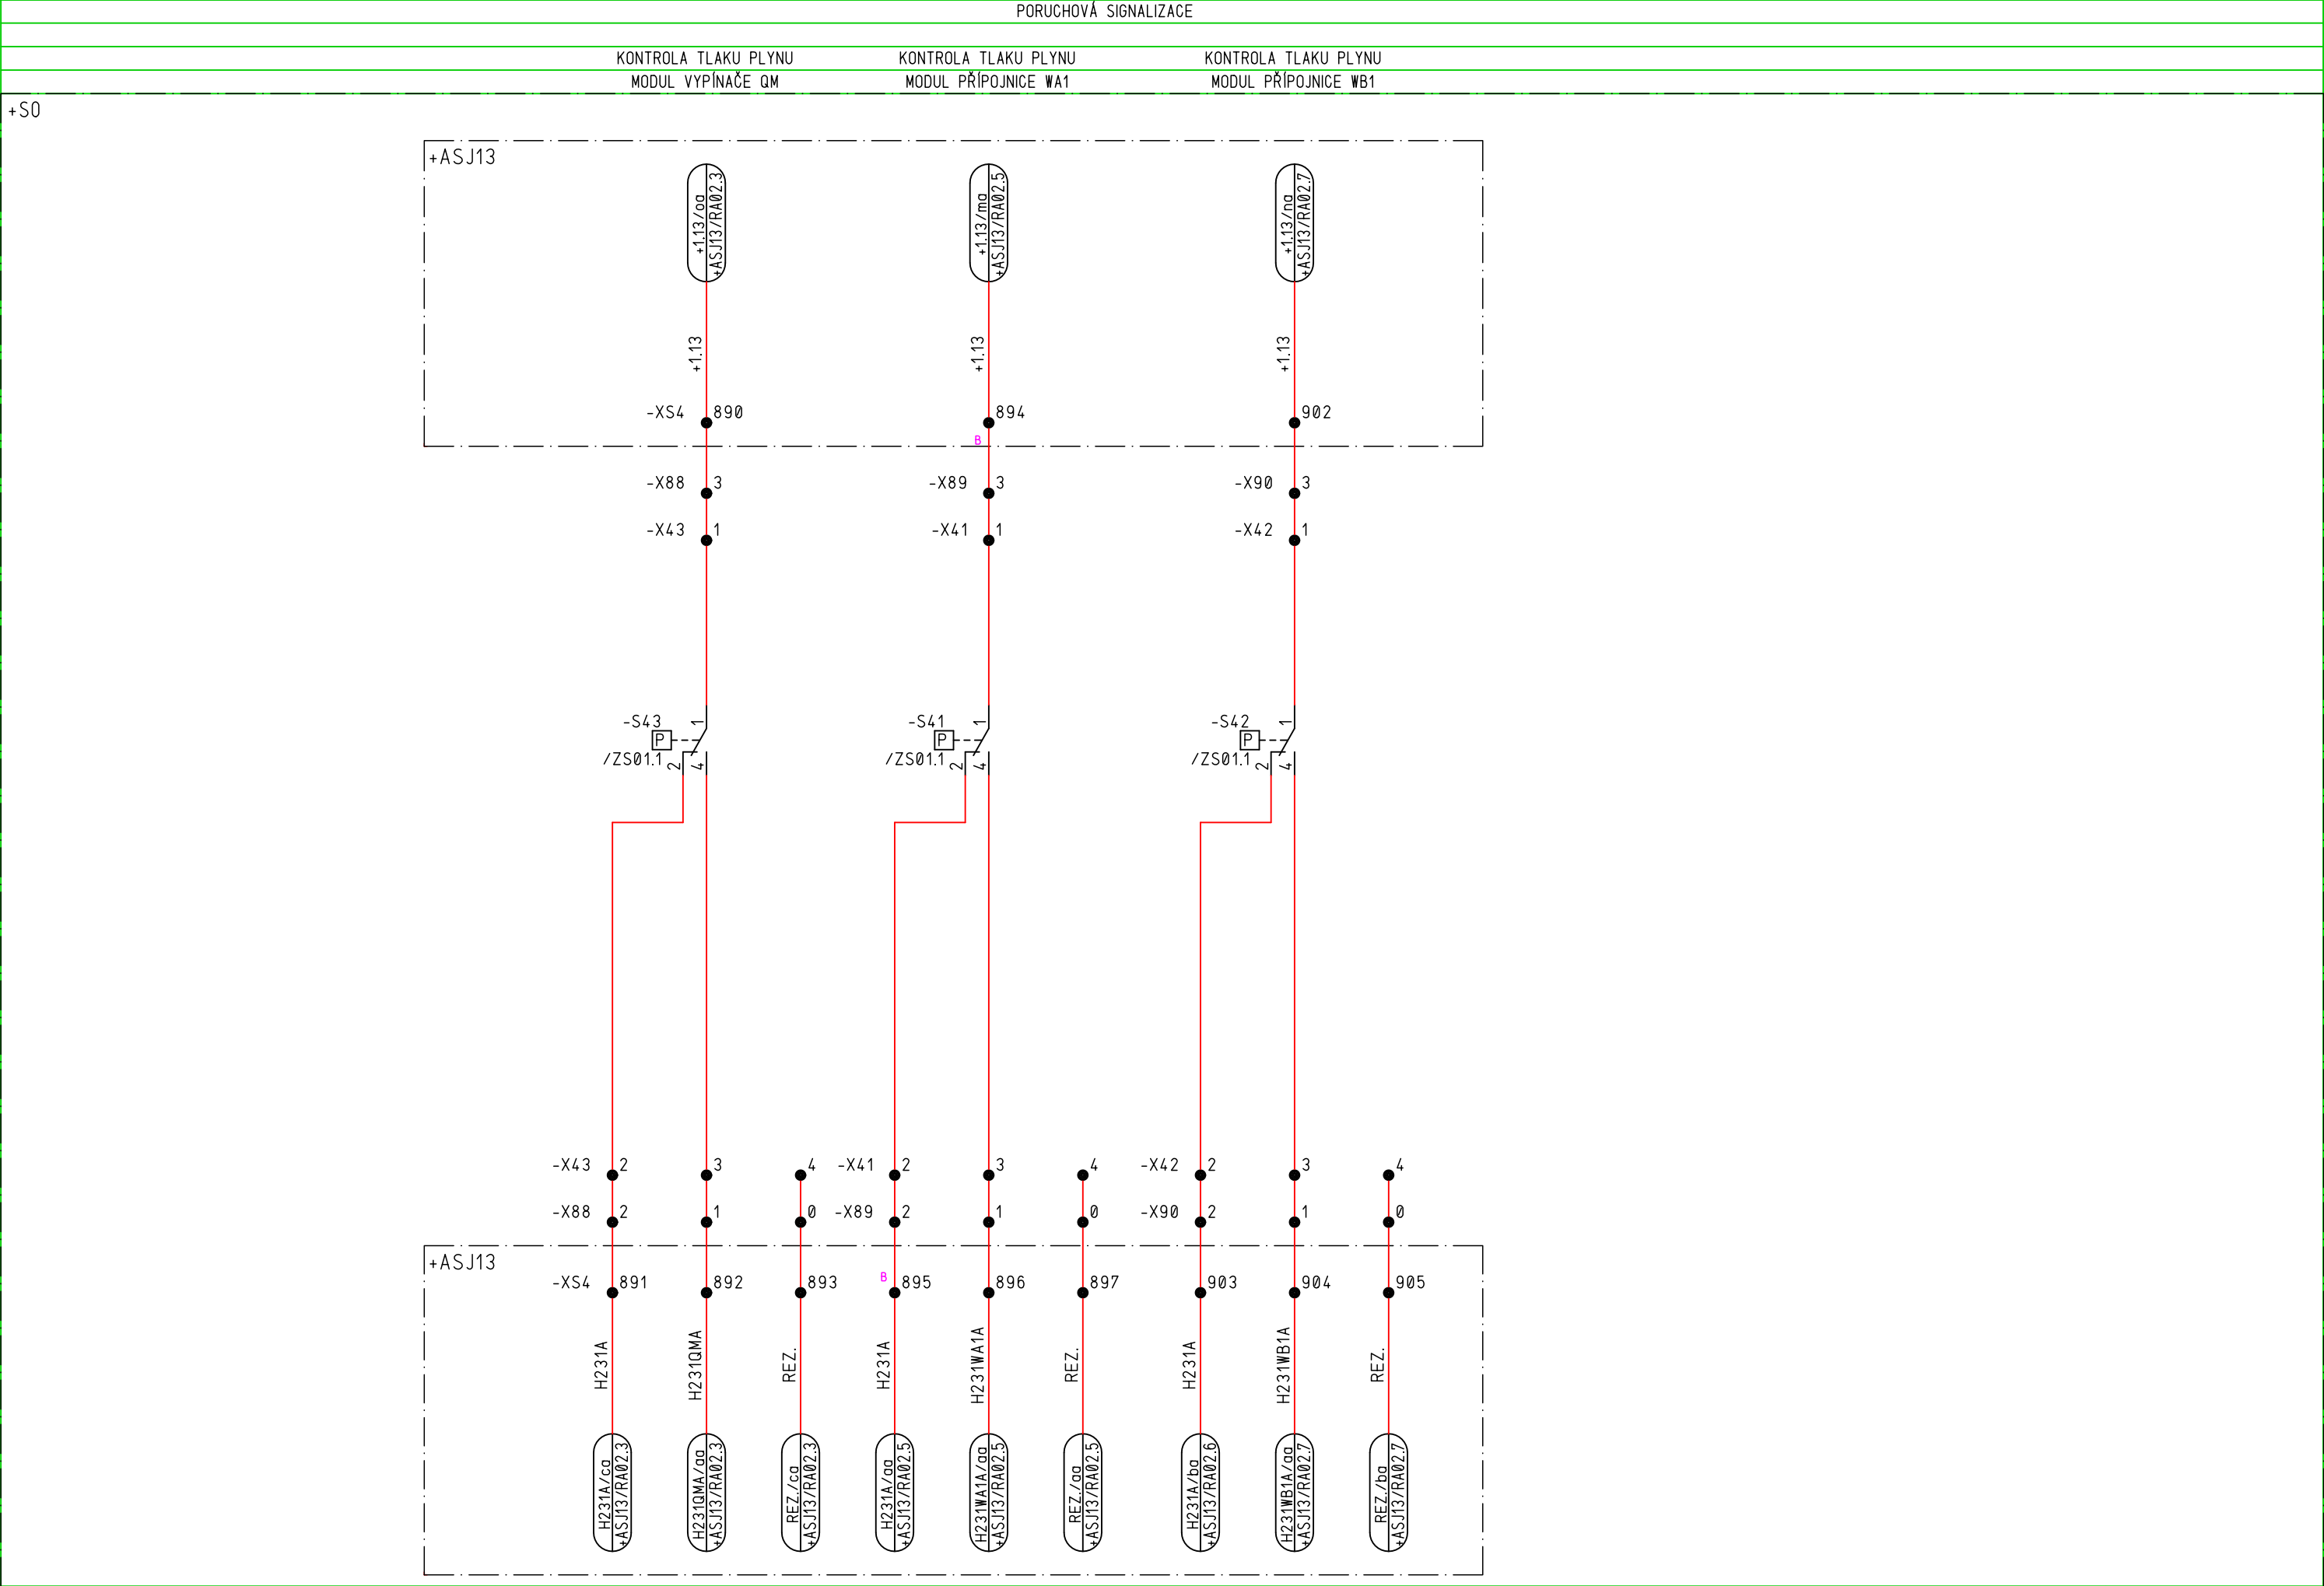 PORUCHOVÁ SIGNALIZACE
KONTROLA TLAKU PLYNU KONTROLA TLAKU PLYNU KONTROLA TLAKU PLYNU
MODUL VYPÍNAČE QM MODUL PŘÍPOJNICE WA1 MODUL PŘÍPOJNICE WB1
+S0
+ASJ13
+1.13/oa +1.13/ma +1.13/na
+ASJ13/RA02.3 +ASJ13/RA02.5 +ASJ13/RA02.7
+1.13 +1.13 +1.13
-XS4 890 894 902
B
-X88 3 -X89 3 -X90 3
-X43 1 -X41 1 -X42 1
-S43 1 -S41 1 -S42 1
P P P
/ZS01.1 2 4 /ZS01.1 2 4 /ZS01.1 2 4
-X43 2 3 4 -X41 2 3 4 -X42 2 3 4
-X88 2 1 0 -X89 2 1 0 -X90 2 1 0
+ASJ13
-XS4 891 892 893 B 895 896 897 903 904 905
H231A H231QMA REZ. H231A H231WA1A REZ. H231A H231WB1A REZ.
H231A/ca H231QMA/aa REZ./ca H231A/aa H231WA1A/aa REZ./aa H231A/ba H231WB1A/aa REZ./ba
+ASJ13/RA02.3 +ASJ13/RA02.3 +ASJ13/RA02.3 +ASJ13/RA02.5 +ASJ13/RA02.5 +ASJ13/RA02.5 +ASJ13/RA02.6 +ASJ13/RA02.7 +ASJ13/RA02.7